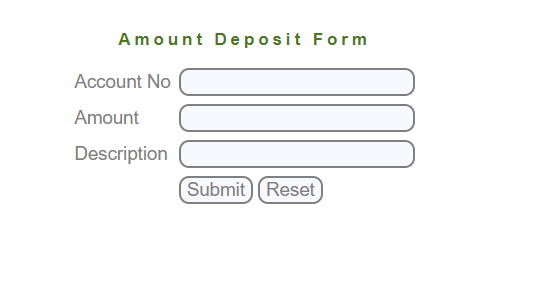 Amount Deposit Form
Account No
Amount
Description
Submit Reset